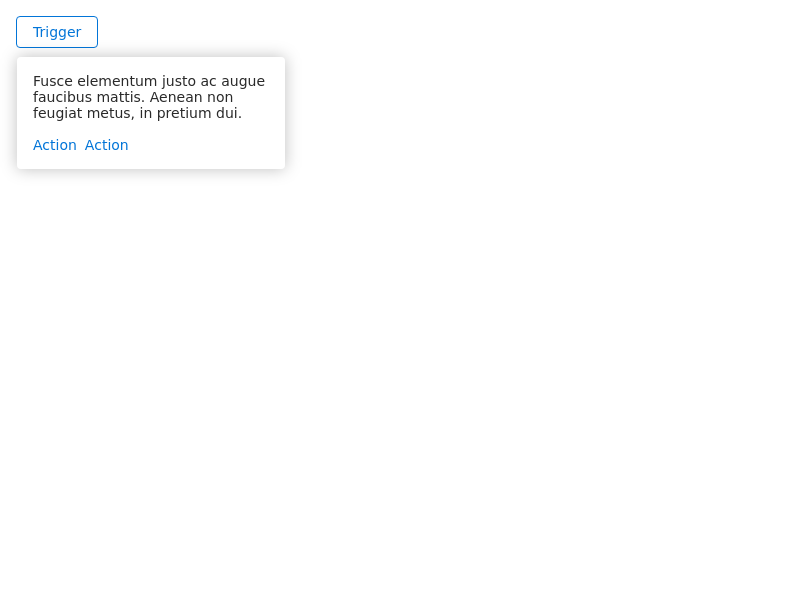 Trigger
Fusce elementum justo ac augue
faucibus mattis. Aenean non
feugiat metus, in pretium dui.
Action Action